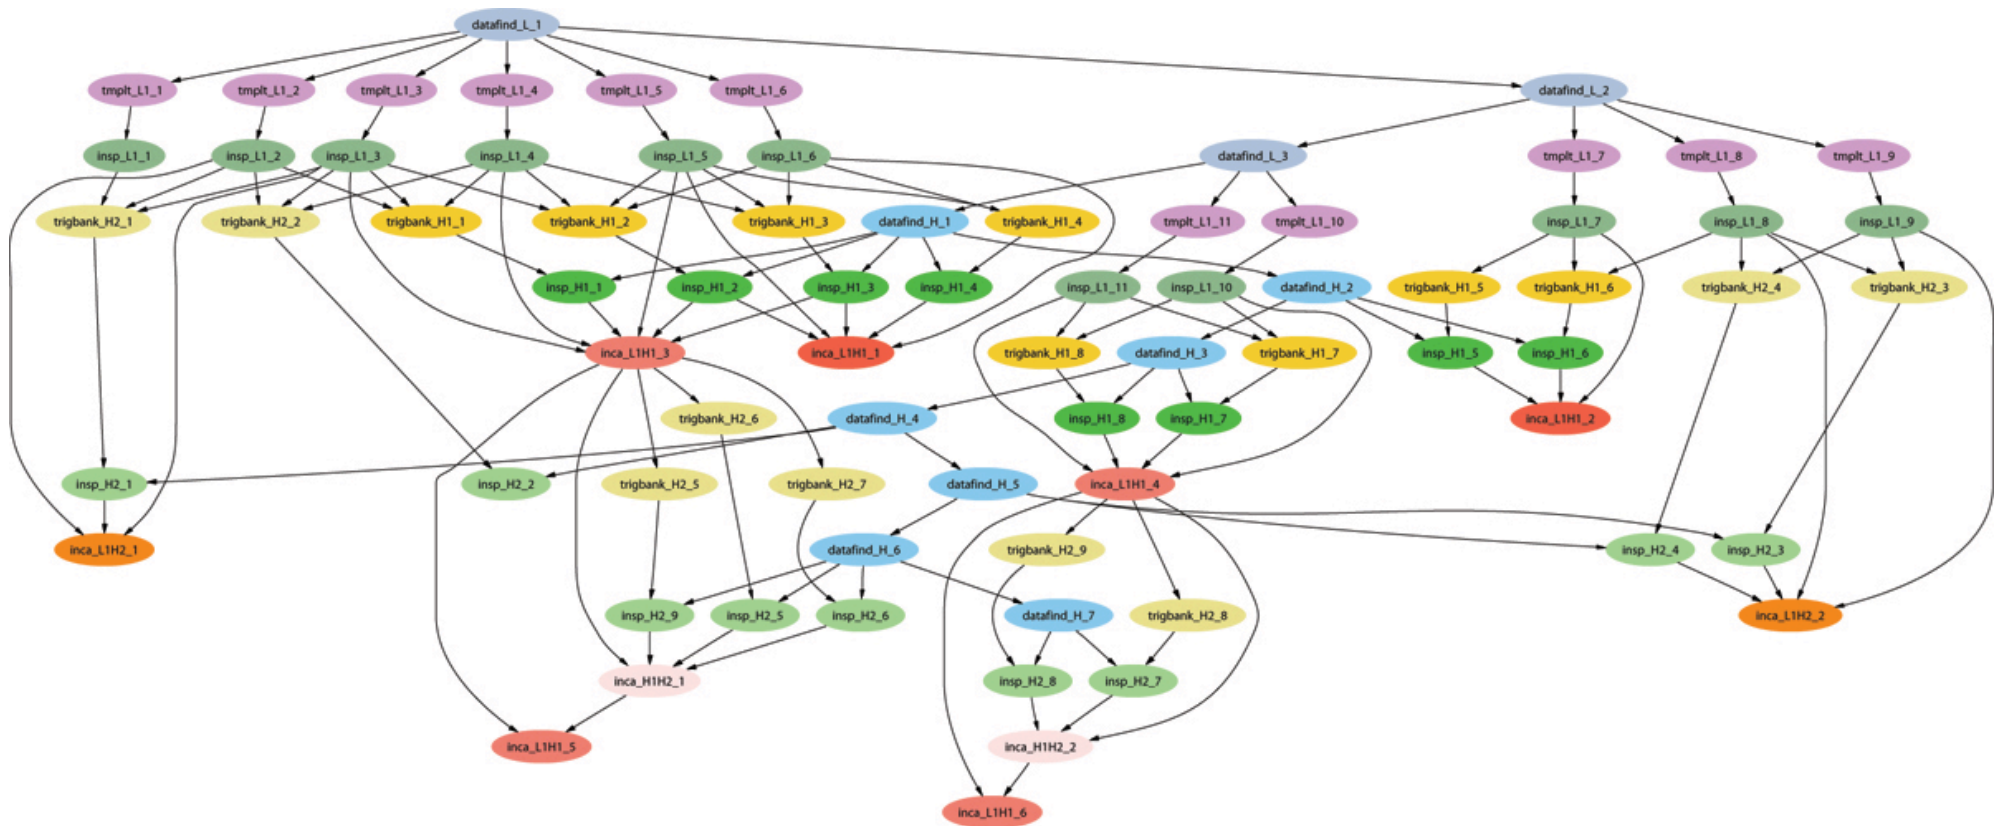 datafind_L_1
tmplt_L1_1
tmplt_L1_2
tmplt_L1_3
tmplt_L1_4
tmplt_L1_5
tmplt_L1_6
datafind_L_2
insp_L1_1
insp_L1_2
insp_L1_3
insp_L1_4
insp_L1_5
insp_L1_6
datafind_L_3
tmplt_L1_7
tmplt_L1_8
tmplt_L1_9
trigbank_H2_1
trigbank_H2_2
trigbank_H1_1
trigbank_H1_2
trigbank_H1_3
datafind_H_1
trigbank_H1_4
tmplt_L1_11
tmplt_L1_10
insp_L1_7
insp_L1_8
insp_L1_9
insp_H1_1
insp_H1_2
insp_H1_3
insp_H1_4
insp_L1_11
insp_L1_10
datafind_H_2
trigbank_H1_5
trigbank_H1_6
trigbank_H2_4
trigbank_H2_3
inca_L1H1_3
inca_L1H1_1
trigbank_H1_8
datafind_H_3
trigbank_H1_7
insp_H1_5
insp_H1_6
trigbank_H2_6
datafind_H_4
insp_H1_8
insp_H1_7
inca_L1H1_2
insp_H2_1
insp_H2_2
trigbank_H2_5
trigbank_H2_7
datafind_H_5
inca_L1H1_4
inca_L1H2_1
datafind_H_6
trigbank_H2_9
insp_H2_4
insp_H2_3
insp_H2_9
insp_H2_5
insp_H2_6
datafind_H_7
trigbank_H2_8
inca_L1H2_2
inca_H1H2_1
insp_H2_8
insp_H2_7
inca_L1H1_5
inca_H1H2_2
inca_L1H1_6